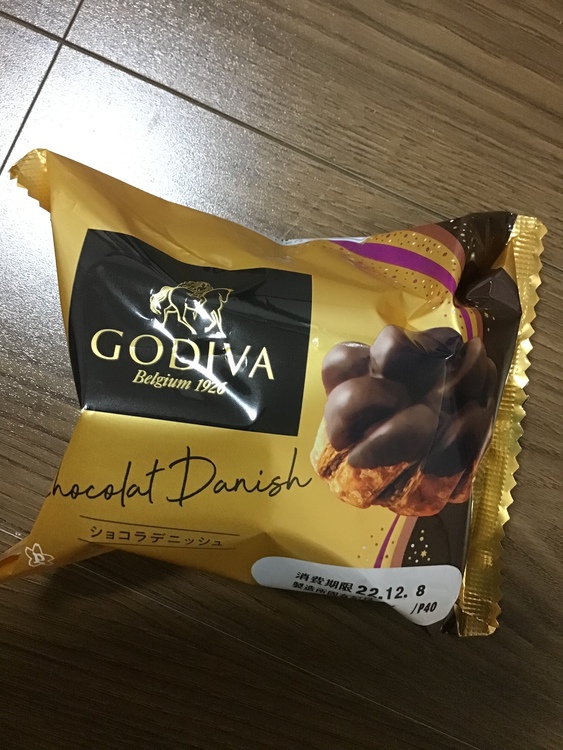 GODIVA
Belgium 1926
Chocolat Danish
ショコラデニッシュ
消費期限 22.12. 8
/P40